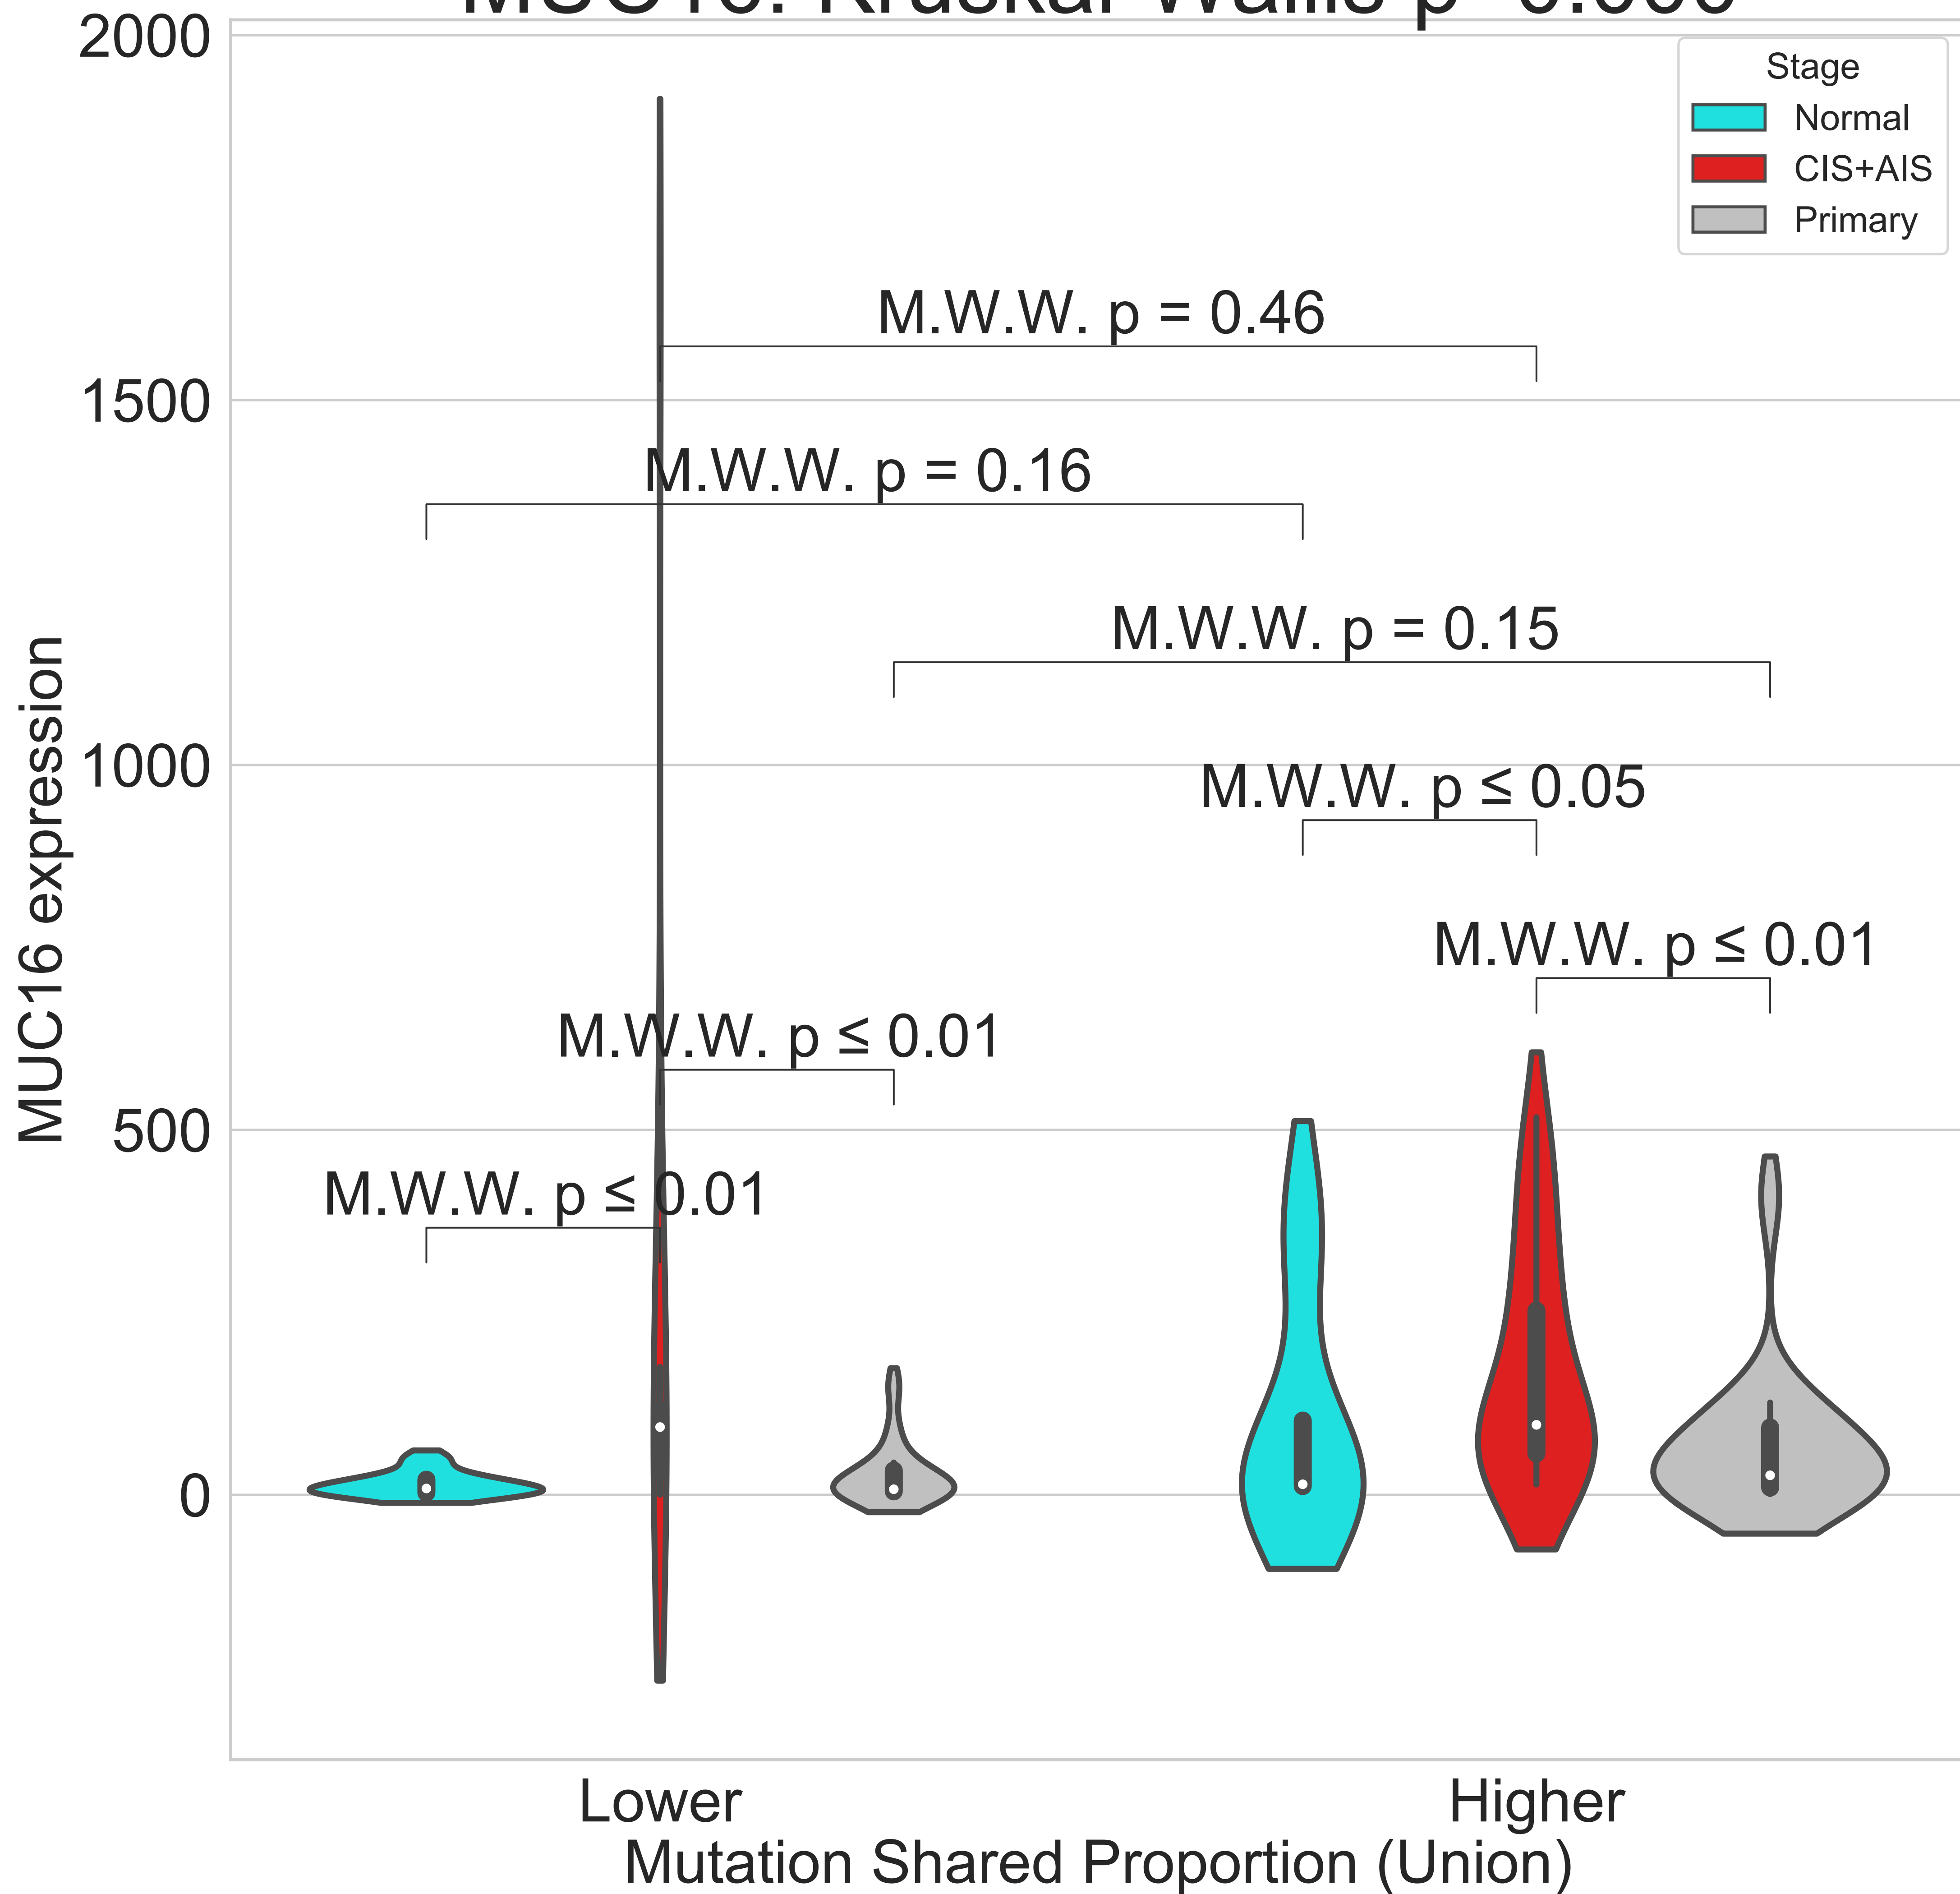 2000
Stage
Normal
CIS+AIS
Primary
M.W.W. p = 0.46
1500
M.W.W. p = 0.16
M.W.W. p = 0.15
1000
M.W.W. p ≤ 0.05
M.W.W. p ≤ 0.01
M.W.W. p ≤ 0.01
500
M.W.W. p ≤ 0.01
0
MUC16 expression
Lower
Higher
Mutation Shared Proportion (Union)